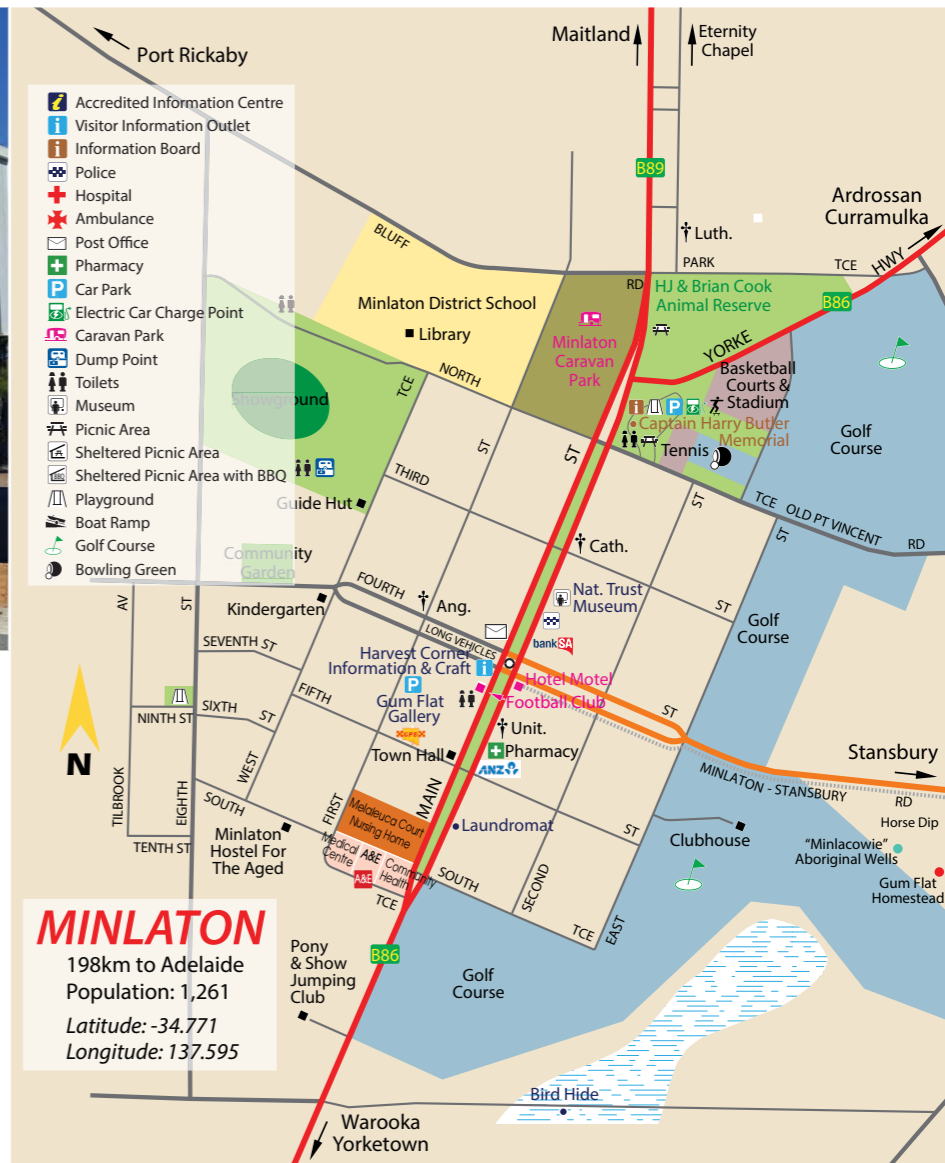 Port Rickaby
Maitland
Eternity
Chapel
Accredited Information Centre
Visitor Information Outlet
Information Board
Police
Hospital
Ambulance
Post Office
Pharmacy
Car Park
Electric Car Charge Point
Caravan Park
Dump Point
Toilets
Museum
Picnic Area
Sheltered Picnic Area
Sheltered Picnic Area with BBQ
Playground
Boat Ramp
Golf Course
Bowling Green
B89
Ardrossan
Curramulka
HWY
BLUFF
RD
Luth.
PARK
TCE
HJ & Brian Cook
Animal Reserve
B86
YORKE
Minlaton District School
Library
Minlaton
Caravan
Park
NORTH
TCE
Showground
Basketball
Courts &
Stadium
Captain Harry Butler
Memorial
Tennis
Golf
Course
THIRD
ST
ST
ST
TCE
OLD PT VINCENT
RD
ST
Guide Hut
Community
Garden
Cath.
FOURTH
Ang.
Nat. Trust
Museum
ST
Kindergarten
LONG VEHICLES
bankSA
Golf
Course
AV
ST
SEVENTH ST
Harvest Corner
Information & Craft
Hotel Motel
Football Club
P
Gum Flat
Gallery
FIFTH
ST
SIXTH
ST
NINTH ST
Unit.
Town Hall
Pharmacy
ANZ
Stansbury
MINLATON - STANSBURY
RD
N
TILBROOK
EIGHTH
WEST
SOUTH
FIRST
MAIN
Melaleuca Court
Nursing Home
Laundromat
ST
Horse Dip
"Minlacowie"
Aboriginal Wells
Gum Flat
Homestead
Clubhouse
TENTH ST
Minlaton
Hostel For
The Aged
Medical
Centre
A&E
Community
Health
A&E
TCE
SOUTH
SECOND
TCE
EAST
MINLATON
198km to Adelaide
Population: 1,261
Latitude: -34.771
Longitude: 137.595
Pony
& Show
Jumping
Club
B86
Golf
Course
Bird Hide
Warooka
Yorketown